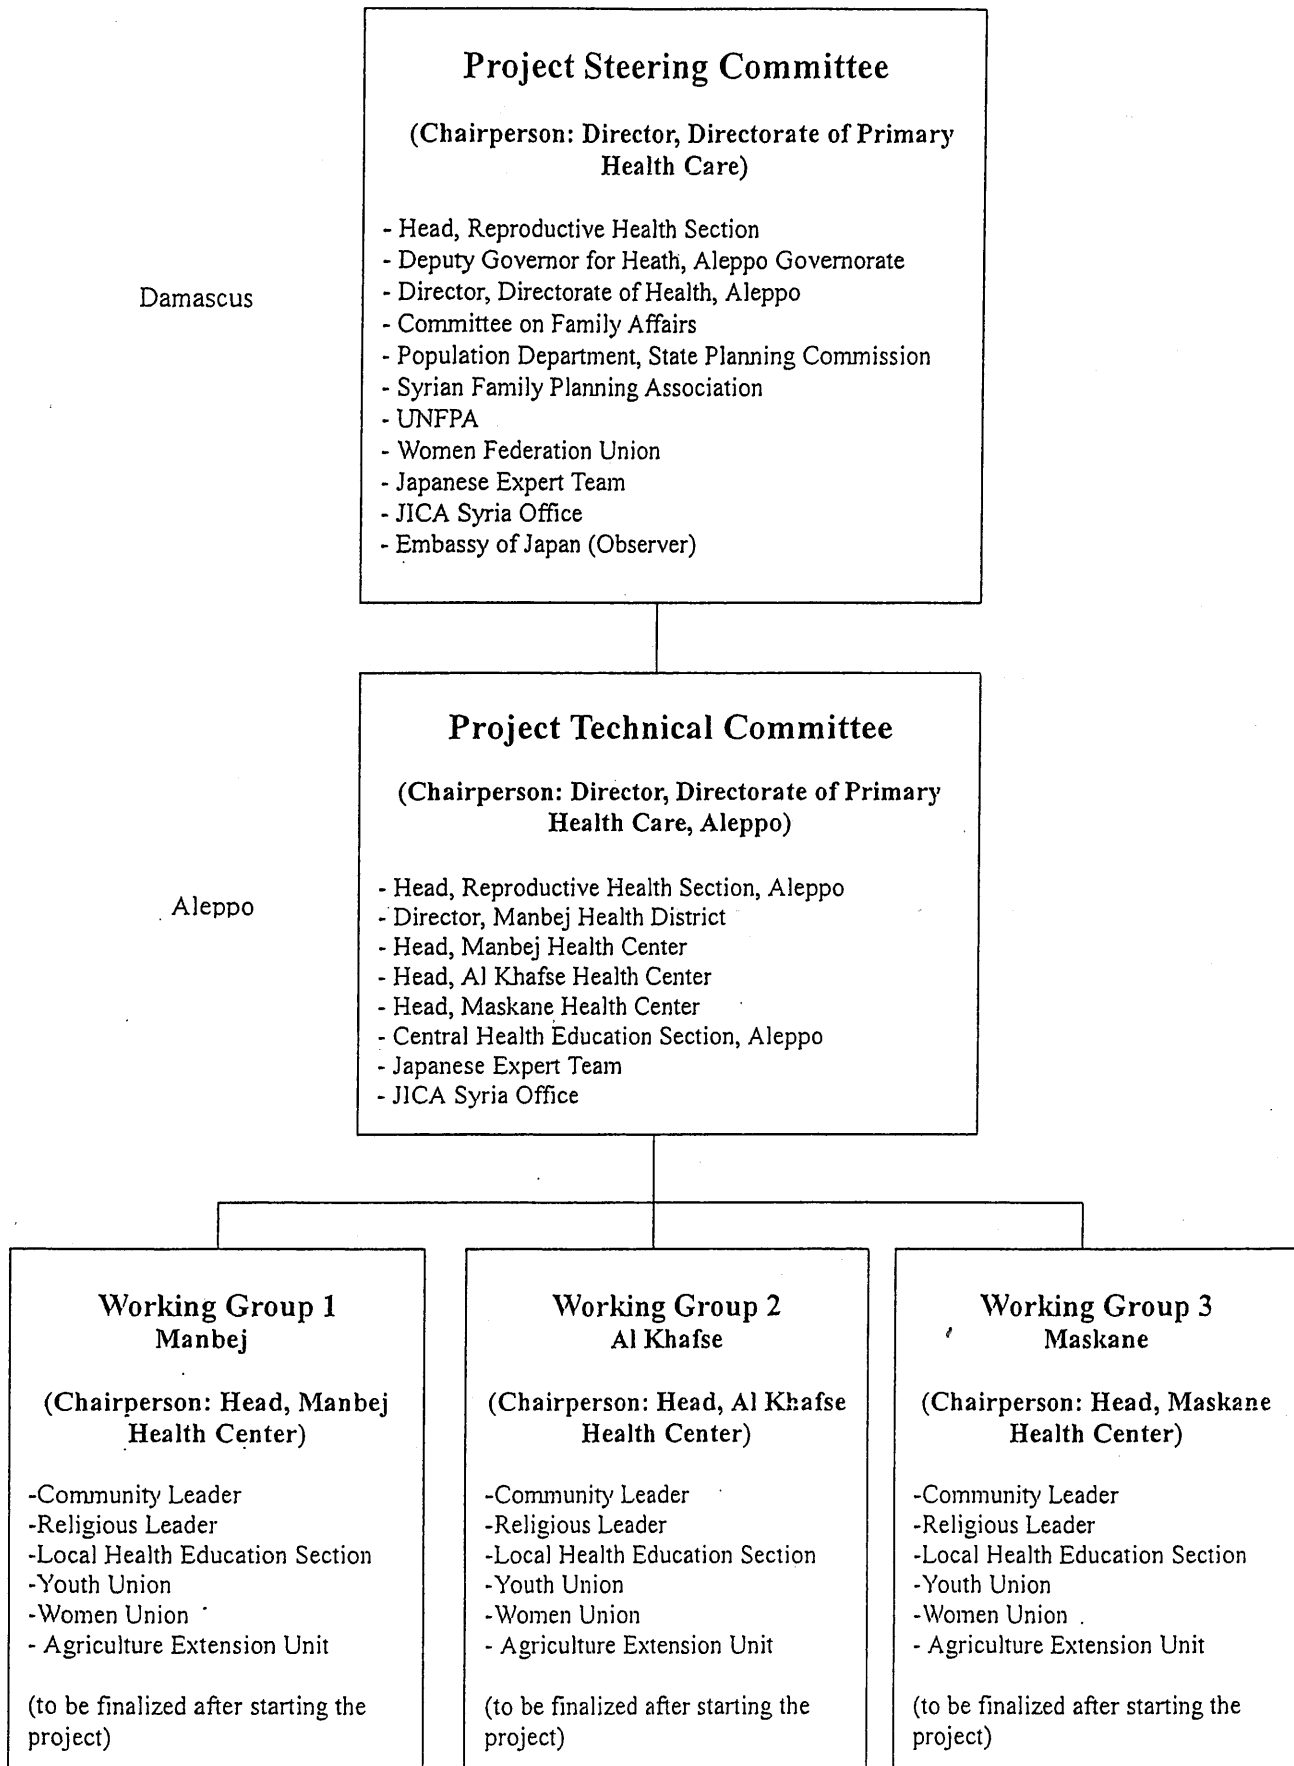 Project Steering Committee
(Chairperson: Director, Directorate of Primary
Health Care)
- Head, Reproductive Health Section
- Deputy Governor for Heath, Aleppo Governorate
- Director, Directorate of Health, Aleppo
- Committee on Family Affairs
- Population Department, State Planning Commission
- Syrian Family Planning Association
- UNFPA
- Women Federation Union
- Japanese Expert Team
- JICA Syria Office
- Embassy of Japan (Observer)
Damascus
Project Technical Committee
(Chairperson: Director, Directorate of Primary
Health Care, Aleppo)
- Head, Reproductive Health Section, Aleppo
- Director, Manbej Health District
- Head, Manbej Health Center
- Head, Al Khafse Health Center
- Head, Maskane Health Center
- Central Health Education Section, Aleppo
- Japanese Expert Team
- JICA Syria Office
Aleppo
Working Group 1
Manbej
(Chairperson: Head, Manbej
Health Center)
-Community Leader
-Religious Leader
-Local Health Education Section
-Youth Union
-Women Union
- Agriculture Extension Unit
(to be finalized after starting the
project)
Working Group 2
Al Khafse
(Chairperson: Head, Al Khafse
Health Center)
-Community Leader
-Religious Leader
-Local Health Education Section
-Youth Union
-Women Union
- Agriculture Extension Unit
(to be finalized after starting the
project)
Working Group 3
Maskane
(Chairperson: Head, Maskane
Health Center)
-Community Leader
-Religious Leader
-Local Health Education Section
-Youth Union
-Women Union
- Agriculture Extension Unit
(to be finalized after starting the
project)